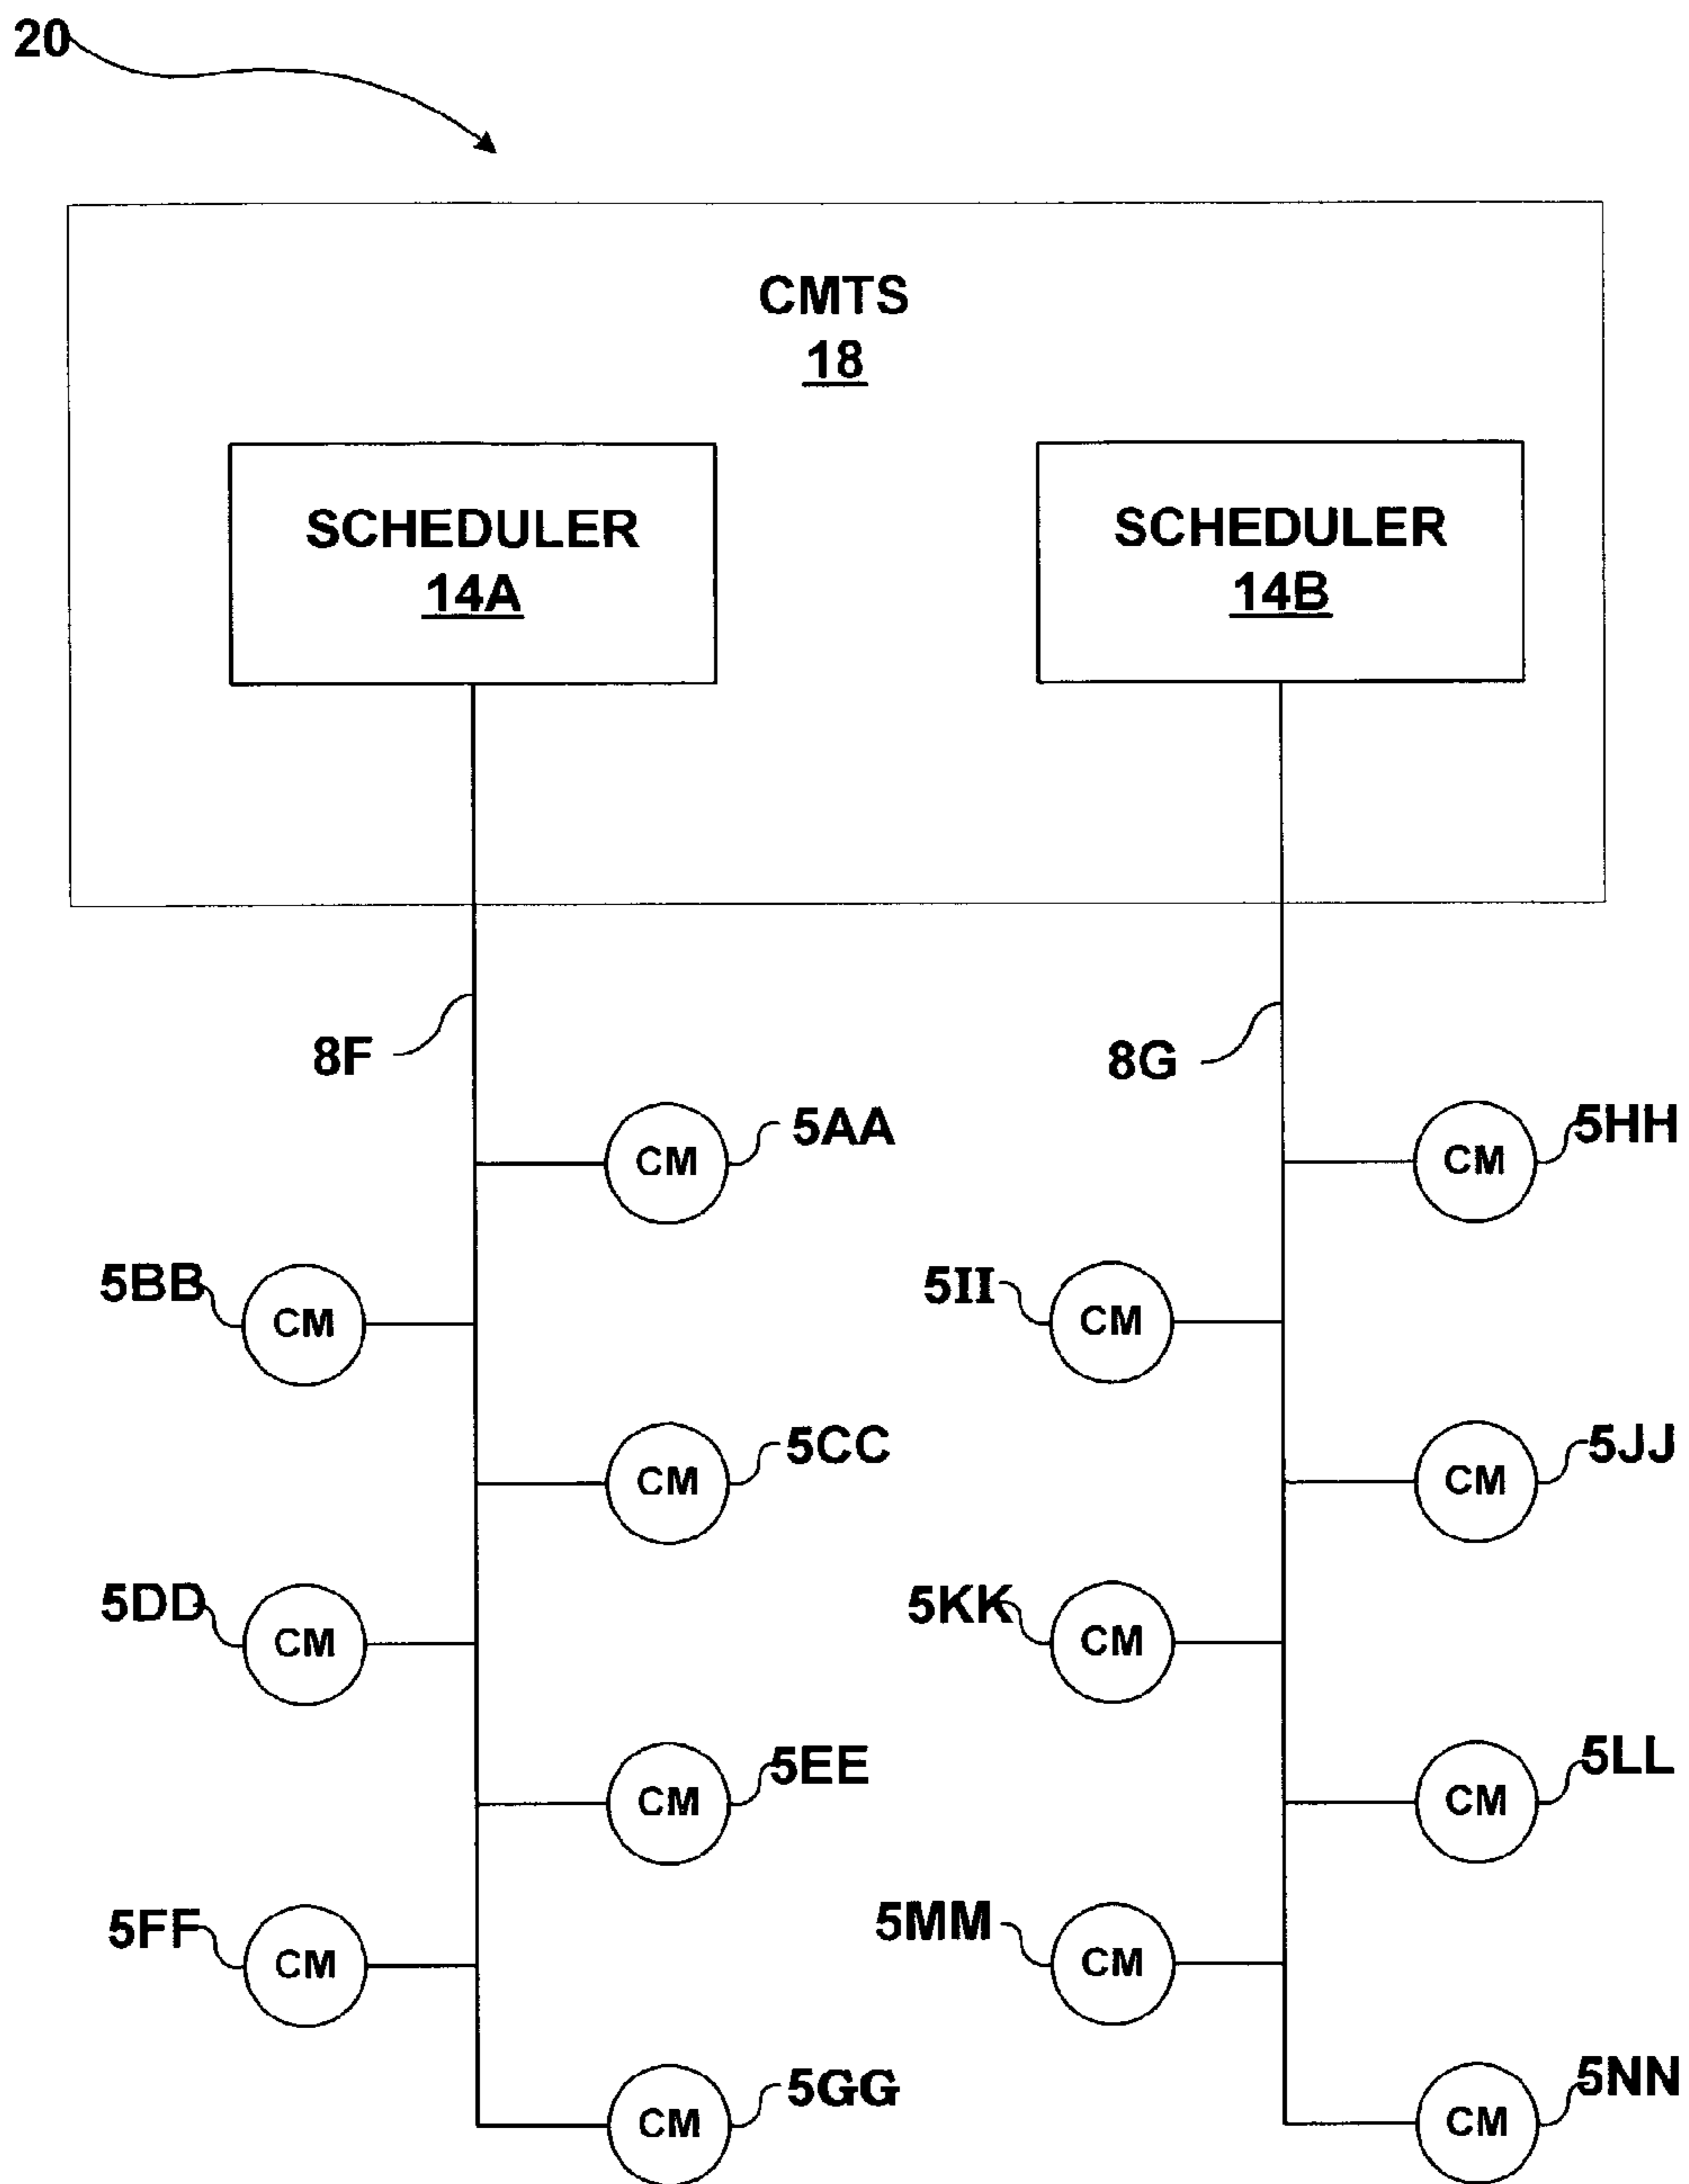 20
CMTS
18
SCHEDULER
14A
SCHEDULER
14B
8F
8G
5AA
5HH
CM
CM
5BB
5II
CM
CM
5CC
5JJ
CM
CM
5DD
5KK
CM
CM
5EE
5LL
CM
CM
5FF
5MM
CM
CM
5GG
5NN
CM
CM